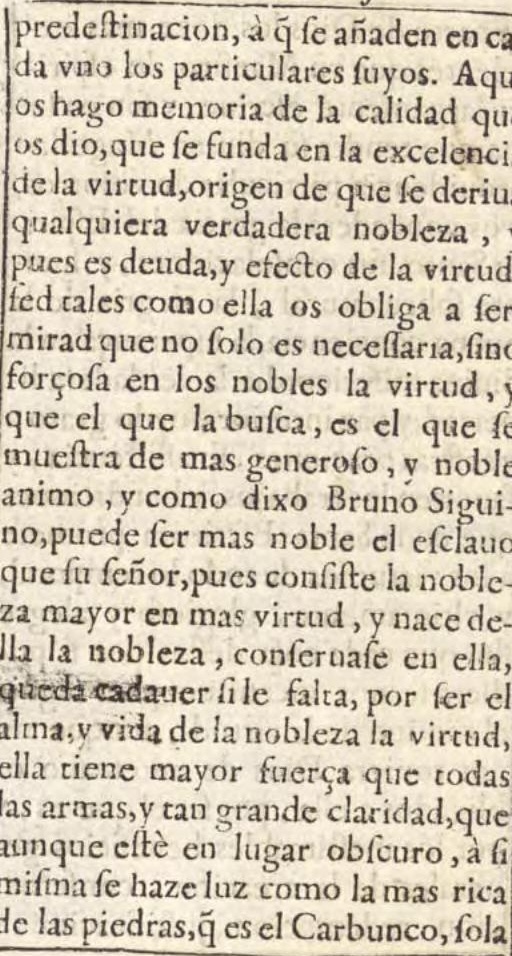 predestinacion, à q̃ ſe añaden en ca
da vno los particulares ſuyos. Aqu
os hago memoria de la calidad qu
os dio, que ſe funda en la excelenci
de la virtud, origen de que ſe deriu
qualquiera verdadera nobleza, y
pues es deuda, y efecto de la virtud
ſed tales como ella os obliga a ſer
mirad que no ſolo es neceſſaria, ſino
forçoſa en los nobles la virtud, y
que el que la buſca, es el que ſe
mueſtra de mas generoſo, y noble
animo, y como dixo Bruno Sigui-
no, puede ſer mas noble el eſclauo
que ſu ſeñor, pues conſiſte la noble-
za mayor en mas virtud, y nace de-
lla la nobleza, conſeruaſe en ella,
queda cadauer ſi le falta, por ſer el
alma, y vida de la nobleza la virtud,
ella tiene mayor fuerça que todas
las armas, y tan grande claridad, que
aunque eſtè en lugar obſcuro, à ſi
miſma ſe haze luz como la mas rica
de las piedras, q̃ es el Carbunco, ſola